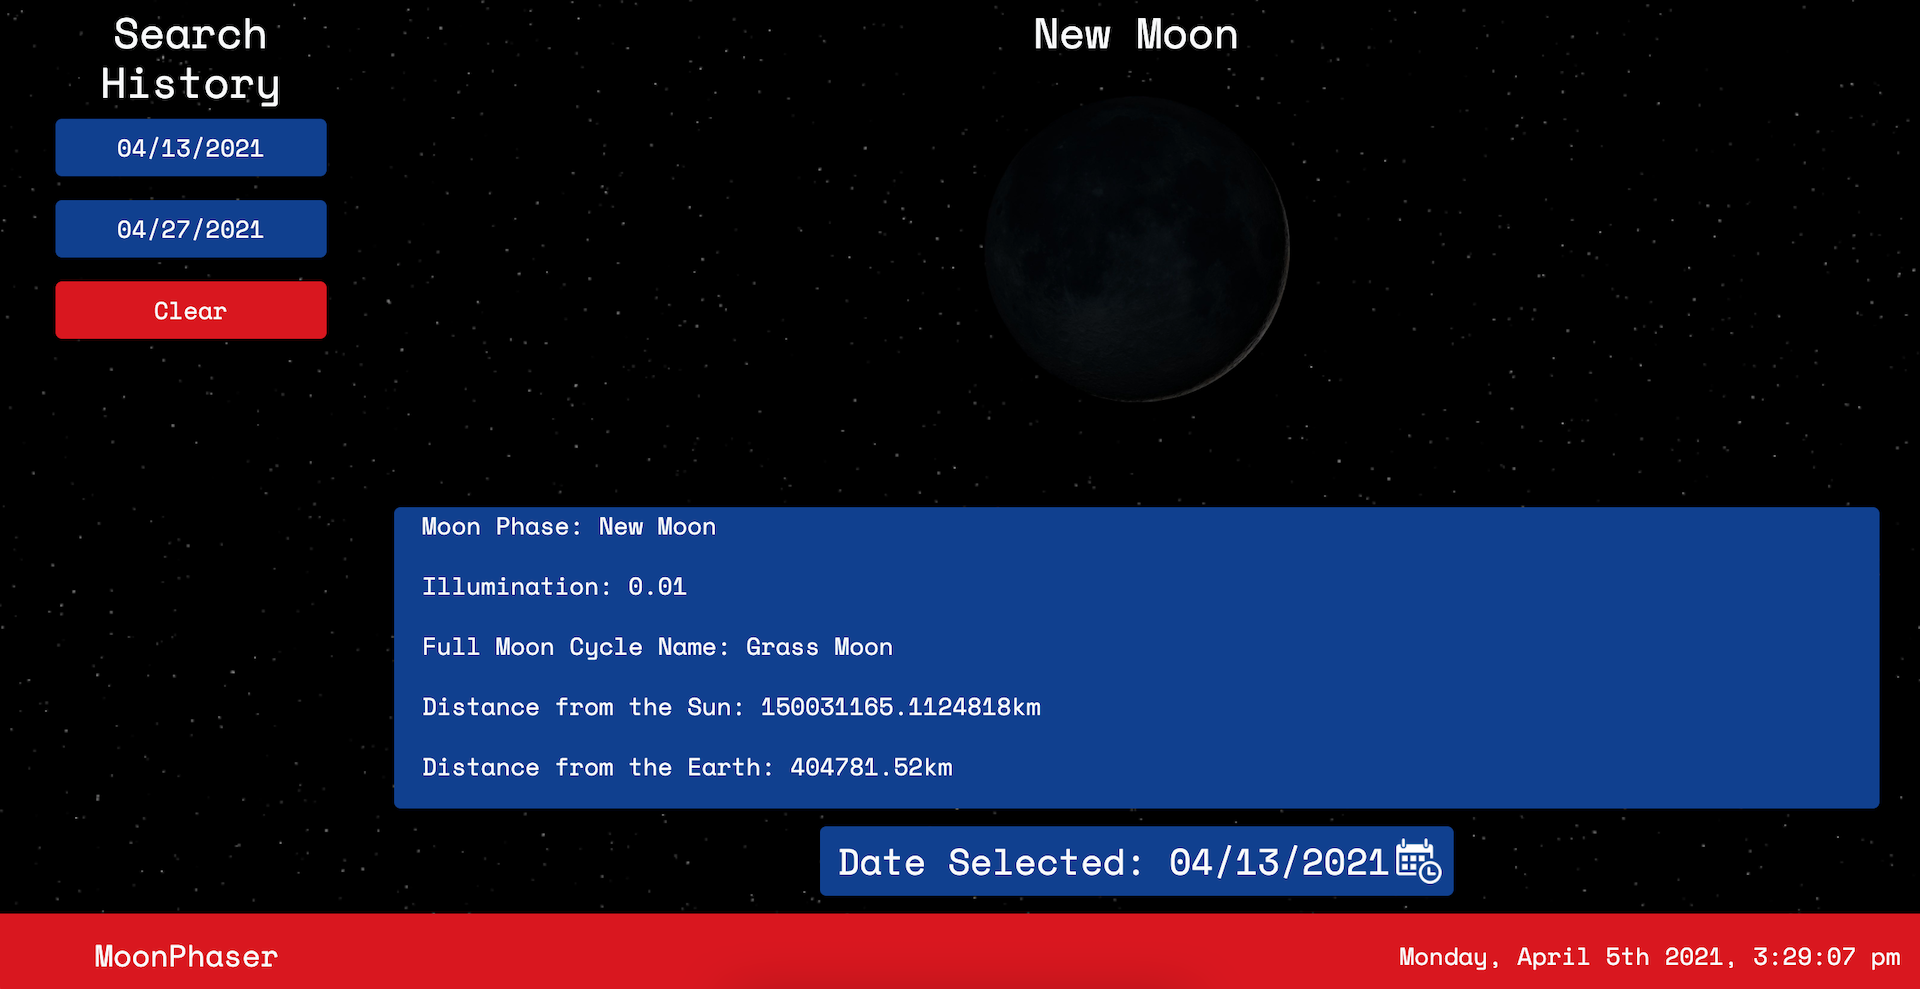 Search
History
04/13/2021
04/27/2021
Clear
New Moon
Moon Phase: New Moon
Illumination: 0.01
Full Moon Cycle Name: Grass Moon
Distance from the Sun: 150031165.1124818km
Distance from the Earth: 404781.52km
Date Selected: 04/13/2021
MoonPhaser
Monday, April 5th 2021, 3:29:07 pm